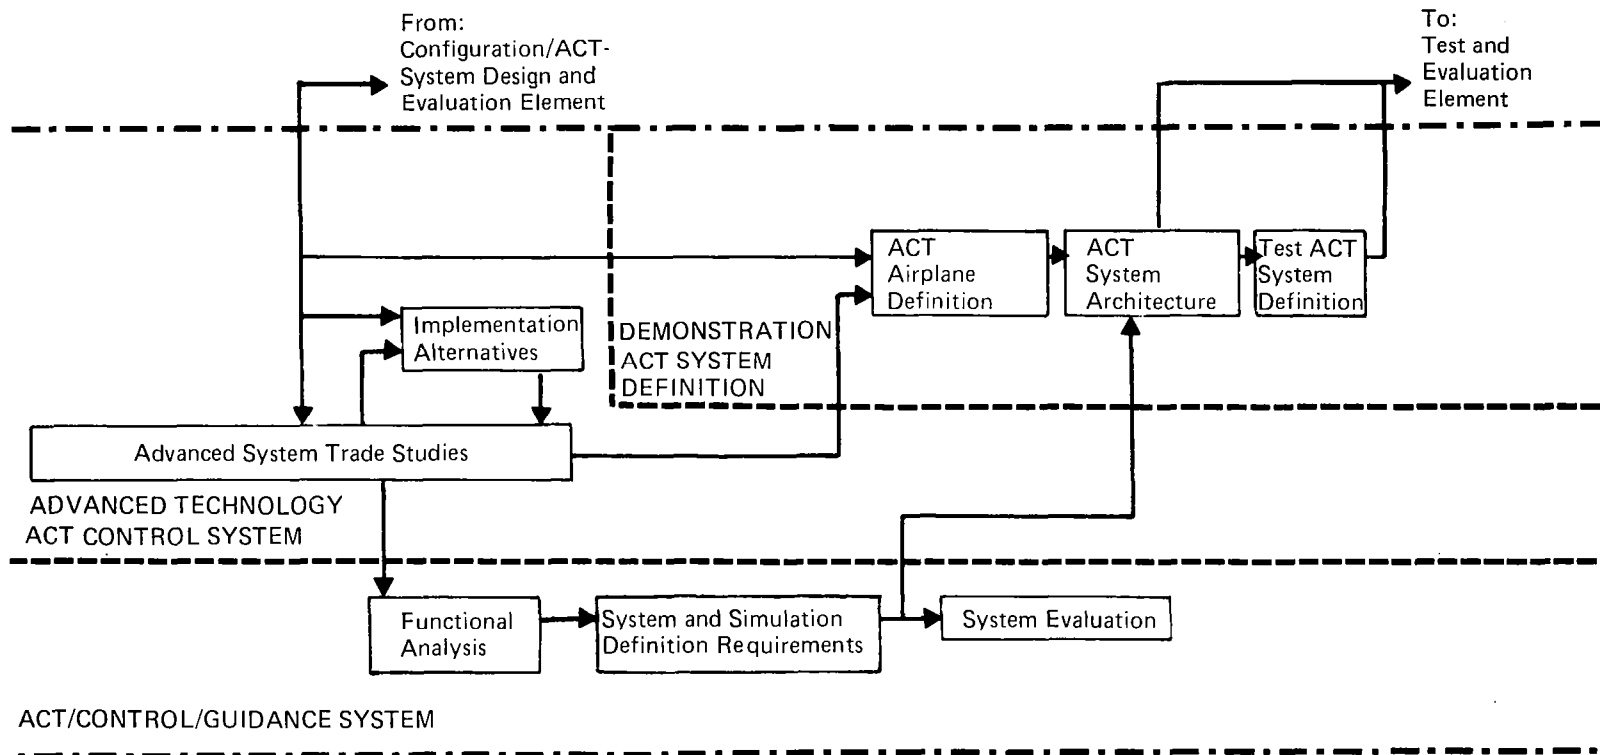 From:
Configuration/ACT-
System Design and
Evaluation Element
To:
Test and
Evaluation
Element
ACT
Airplane
Definition
ACT
System
Architecture
Test ACT
System
Definition
Implementation
Alternatives
DEMONSTRATION
ACT SYSTEM
DEFINITION
Advanced System Trade Studies
ADVANCED TECHNOLOGY
ACT CONTROL SYSTEM
Functional
Analysis
System and Simulation
Definition Requirements
System Evaluation
ACT/CONTROL/GUIDANCE SYSTEM